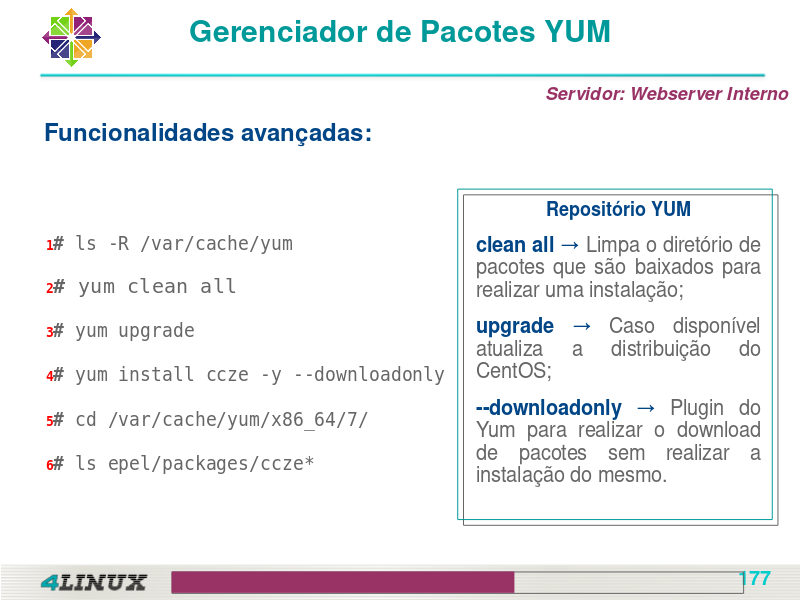 Gerenciador de Pacotes YUM
Servidor: Webserver Interno
Funcionalidades avançadas:
1# ls -R /var/cache/yum
2# yum clean all
3# yum upgrade
4# yum install ccze -y --downloadonly
5# cd /var/cache/yum/x86_64/7/
6# ls epel/packages/ccze*
Repositório YUM
clean all → Limpa o diretório de
pacotes que são baixados para
realizar uma instalação;
upgrade → Caso disponível
atualiza a distribuição do
CentOS;
--downloadonly → Plugin do
Yum para realizar o download
de pacotes sem realizar a
instalação do mesmo.
4LINUX
177